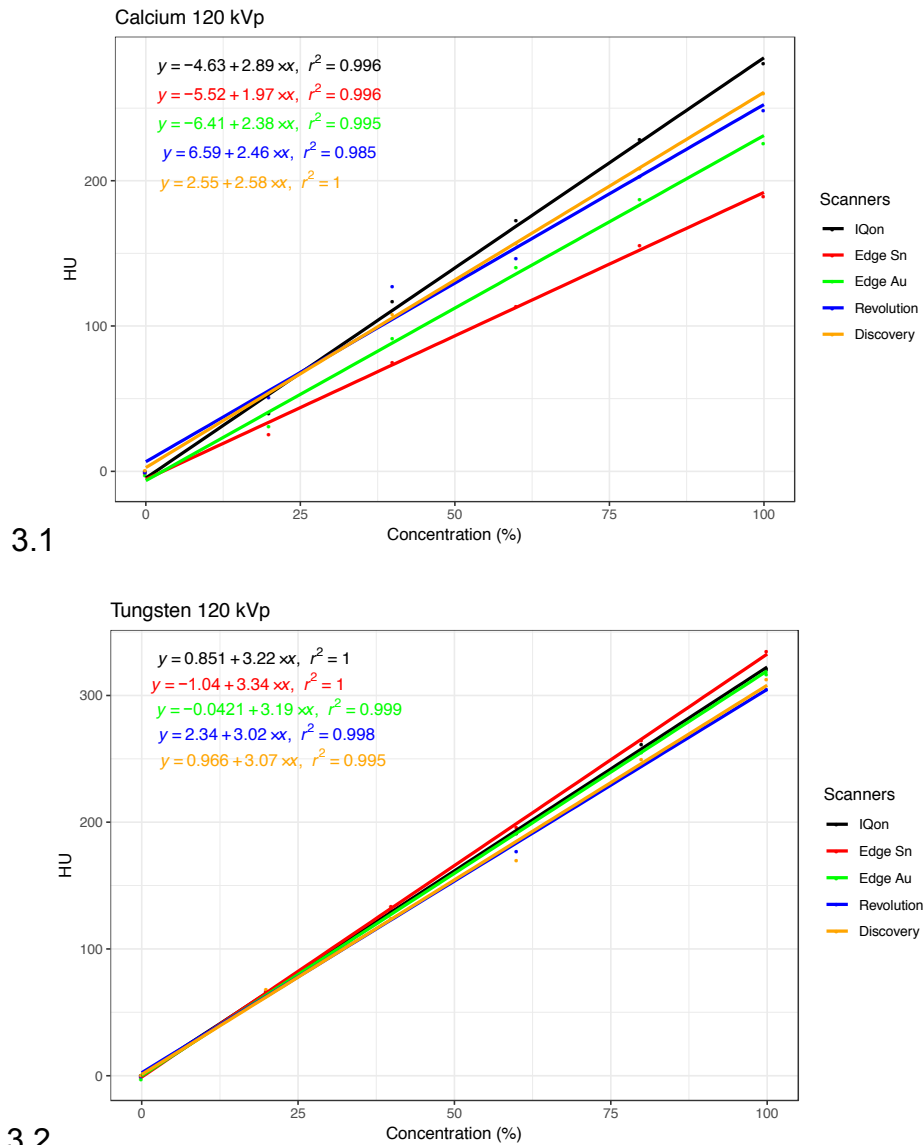 Calcium 120 kVp
y = −4.63 + 2.89 ×x, r² = 0.996
y = −5.52 + 1.97 ×x, r² = 0.996
y = −6.41 + 2.38 ×x, r² = 0.995
y = 6.59 + 2.46 ×x, r² = 0.985
y = 2.55 + 2.58 ×x, r² = 1
200
100
0
HU
0 25 50 75 100
Concentration (%)
Scanners
IQon
Edge Sn
Edge Au
Revolution
Discovery
3.1
Tungsten 120 kVp
y = 0.851 + 3.22 ×x, r² = 1
y = −1.04 + 3.34 ×x, r² = 1
y = −0.0421 + 3.19 ×x, r² = 0.999
y = 2.34 + 3.02 ×x, r² = 0.998
y = 0.966 + 3.07 ×x, r² = 0.995
300
200
100
0
HU
0 25 50 75 100
Concentration (%)
Scanners
IQon
Edge Sn
Edge Au
Revolution
Discovery
3.2